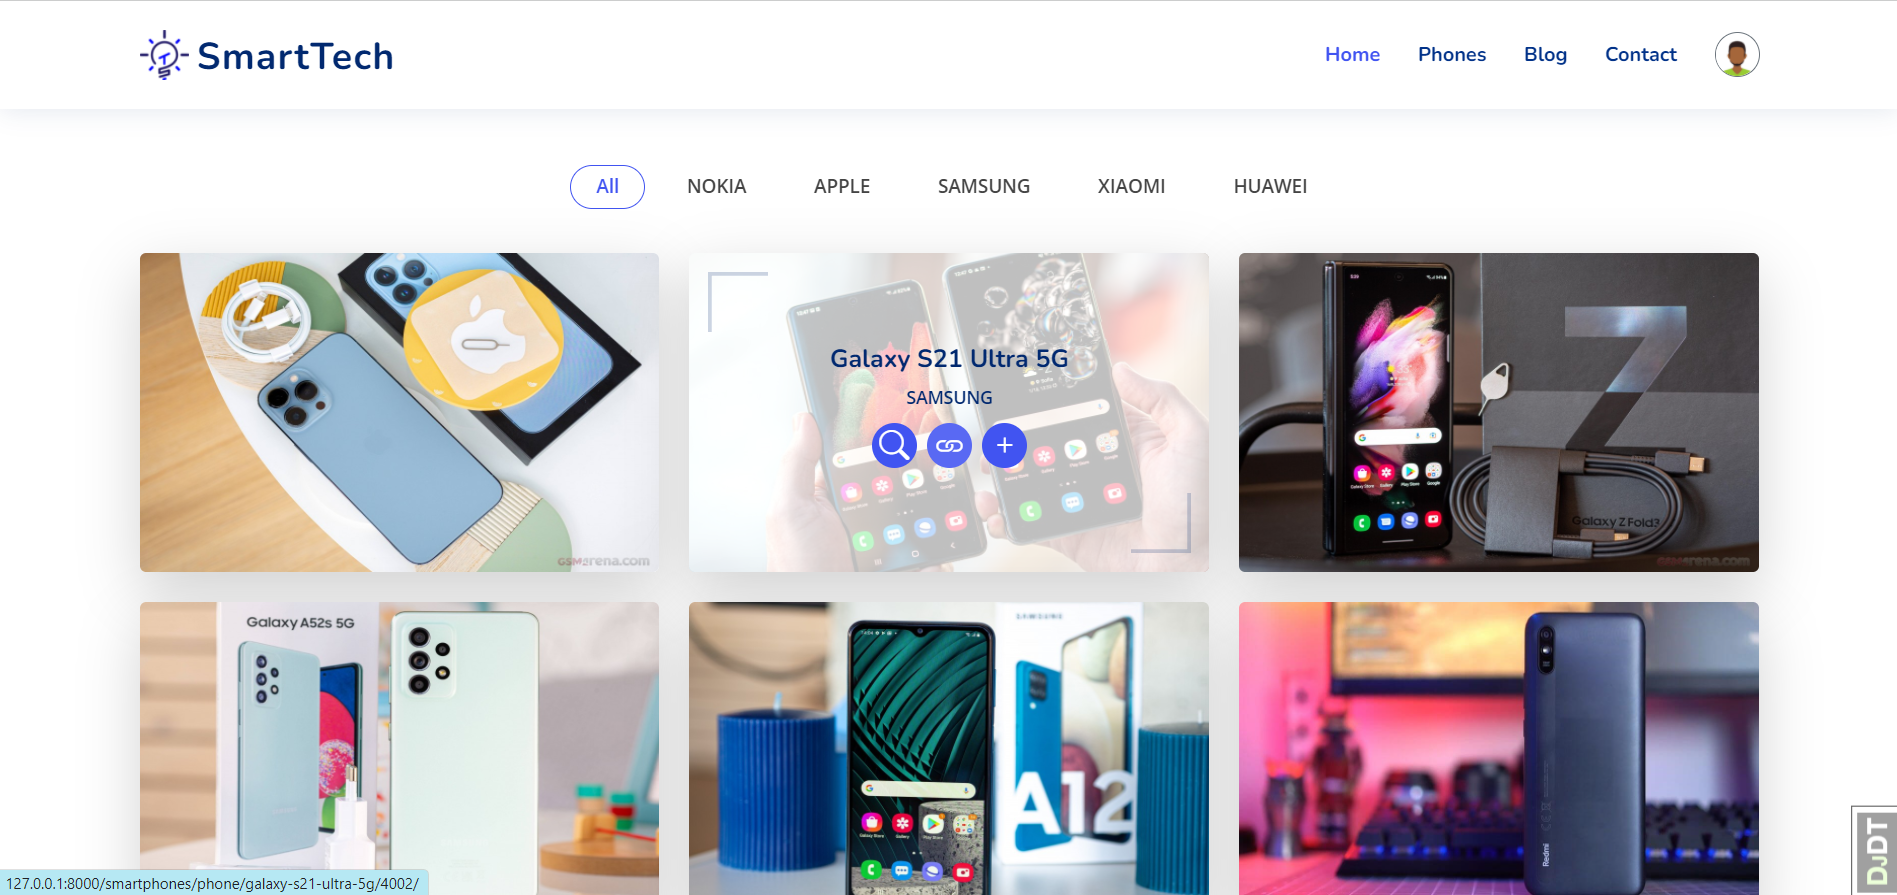 SmartTech
Home Phones Blog Contact
All NOKIA APPLE SAMSUNG XIAOMI HUAWEI
GSMarena.com
Galaxy S21 Ultra 5G
SAMSUNG
Z
Galaxy Z Fold3
GSMarena.com
Galaxy A52s 5G
SAMSUNG
A12
Redmi
DjDT
127.0.0.1:8000/smartphones/phone/galaxy-s21-ultra-5g/4002/